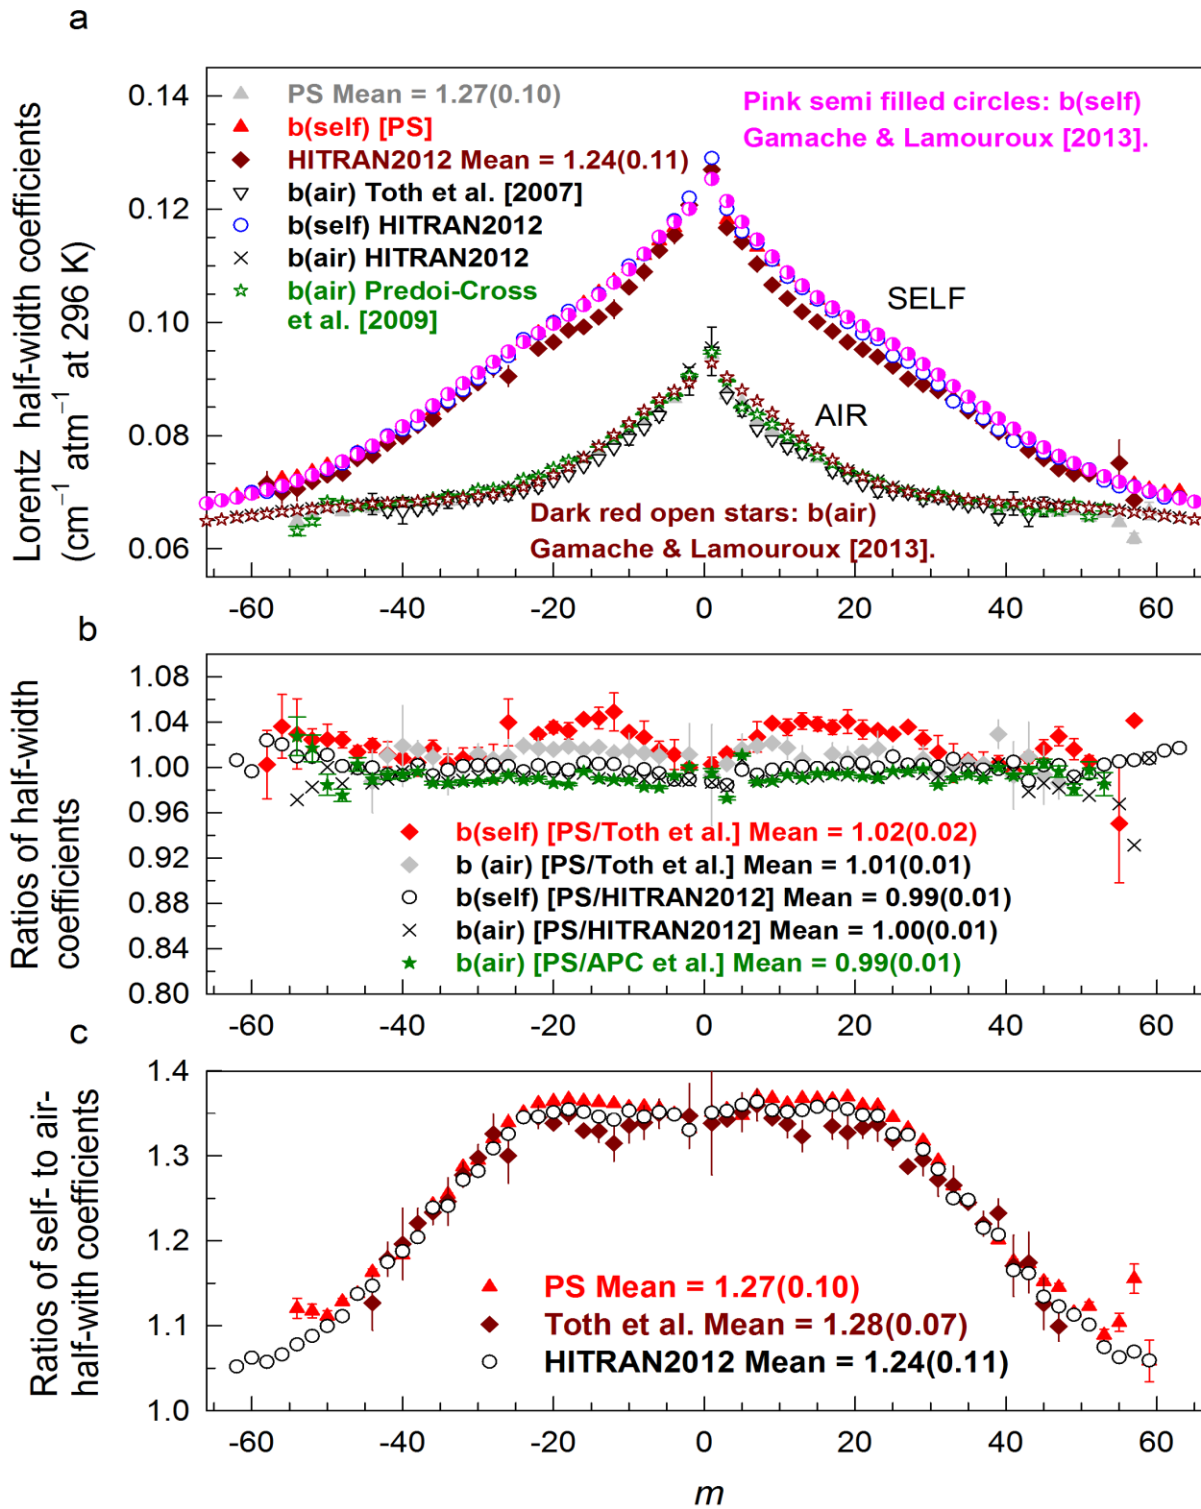 a
Lorentz half-width coefficients
(cm⁻¹ atm⁻¹ at 296 K)
0.14
0.12
0.10
0.08
0.06
PS Mean = 1.27(0.10)
b(self) [PS]
HITRAN2012 Mean = 1.24(0.11)
b(air) Toth et al. [2007]
b(self) HITRAN2012
b(air) HITRAN2012
b(air) Predoi-Cross
et al. [2009]
Pink semi filled circles: b(self)
Gamache & Lamouroux [2013].
SELF
AIR
Dark red open stars: b(air)
Gamache & Lamouroux [2013].
-60 -40 -20 0 20 40 60
b
Ratios of half-width
coefficients
1.08
1.04
1.00
0.96
0.92
0.88
0.84
0.80
b(self) [PS/Toth et al.] Mean = 1.02(0.02)
b (air) [PS/Toth et al.] Mean = 1.01(0.01)
b(self) [PS/HITRAN2012] Mean = 0.99(0.01)
b(air) [PS/HITRAN2012] Mean = 1.00(0.01)
b(air) [PS/APC et al.] Mean = 0.99(0.01)
-60 -40 -20 0 20 40 60
c
Ratios of self- to air-
half-with coefficients
1.4
1.3
1.2
1.1
1.0
PS Mean = 1.27(0.10)
Toth et al. Mean = 1.28(0.07)
HITRAN2012 Mean = 1.24(0.11)
-60 -40 -20 0 20 40 60
m